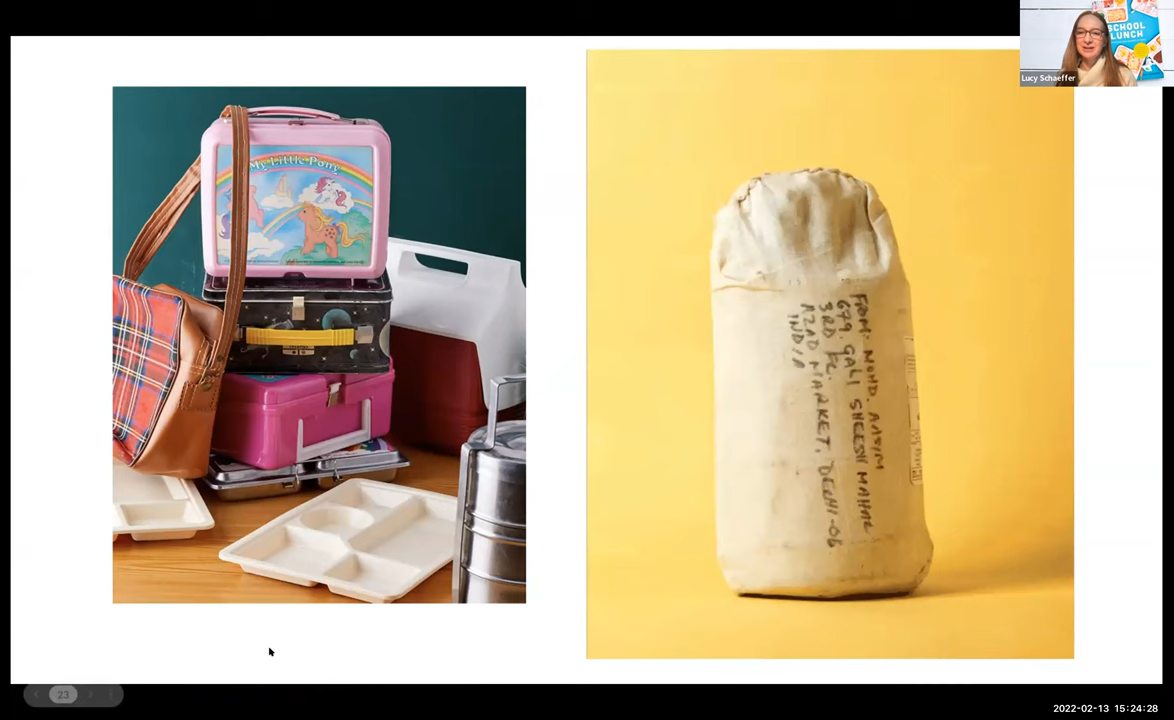 SCHOOL
LUNCH
Lucy Schaeffer
My Little Pony
FROM: MOHD.
679, GALI SHEESH MAHAL
3RD FL.
AZAD MARKET, DELHI-06
INDIA
23
2022-02-13 15:24:28